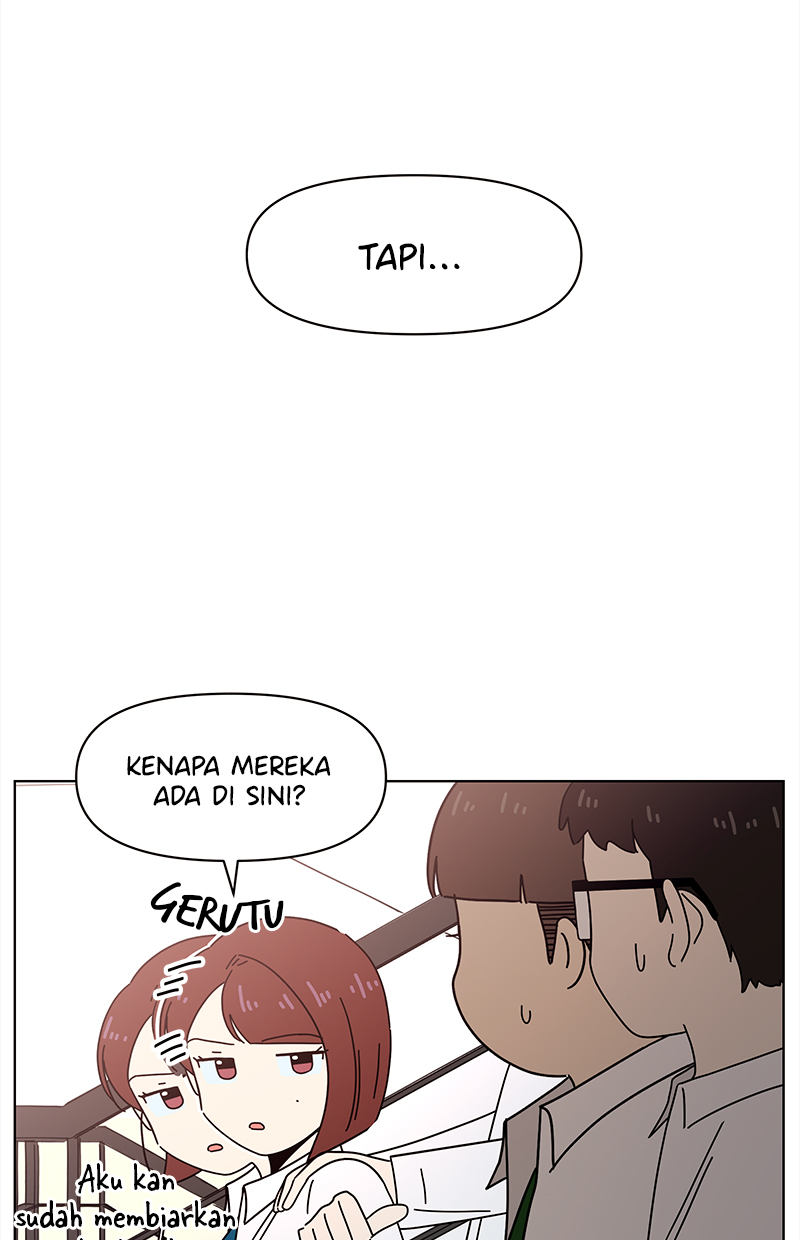 TAPI...
KENAPA MEREKA
ADA DI SINI?
GERUTU
Aku kan
sudah membiarkan